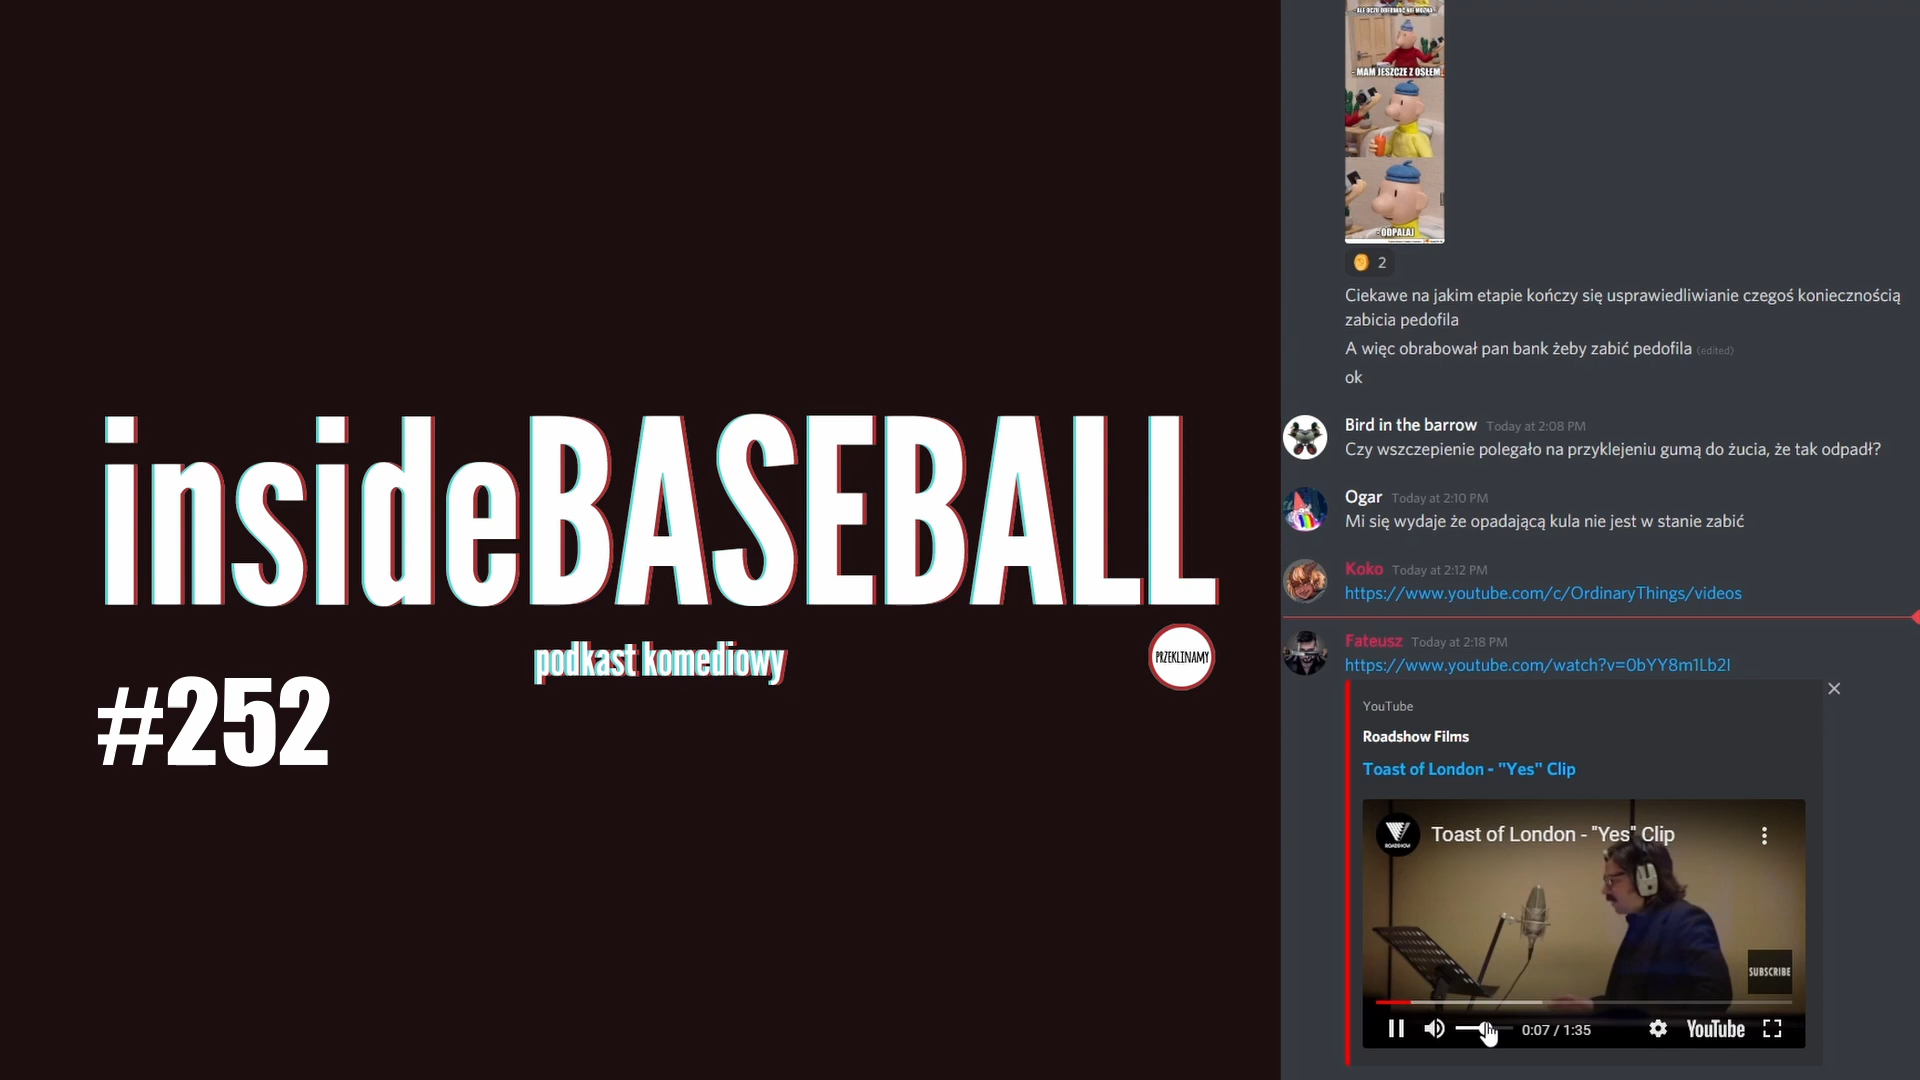 insideBASEBALL
podkast komediowy
PRZEKLINAMY
#252
- ALE OCZU ODERWAĆ NIE MOŻNA -
- MAM JESZCZE Z OSŁEM
- ODPALAJ
2
Ciekawe na jakim etapie kończy się usprawiedliwianie czegoś koniecznością
zabicia pedofila
A więc obrabował pan bank żeby zabić pedofila (edited)
ok
Bird in the barrow Today at 2:08 PM
Czy wszczepienie polegało na przyklejeniu gumą do żucia, że tak odpadł?
Ogar Today at 2:10 PM
Mi się wydaje że opadającą kula nie jest w stanie zabić
Koko Today at 2:12 PM
https://www.youtube.com/c/OrdinaryThings/videos
Fateusz Today at 2:18 PM
https://www.youtube.com/watch?v=0bYY8m1Lb2I
YouTube
Roadshow Films
Toast of London - "Yes" Clip
Toast of London - "Yes" Clip
ROADSHOW
SUBSCRIBE
0:07 / 1:35
YouTube